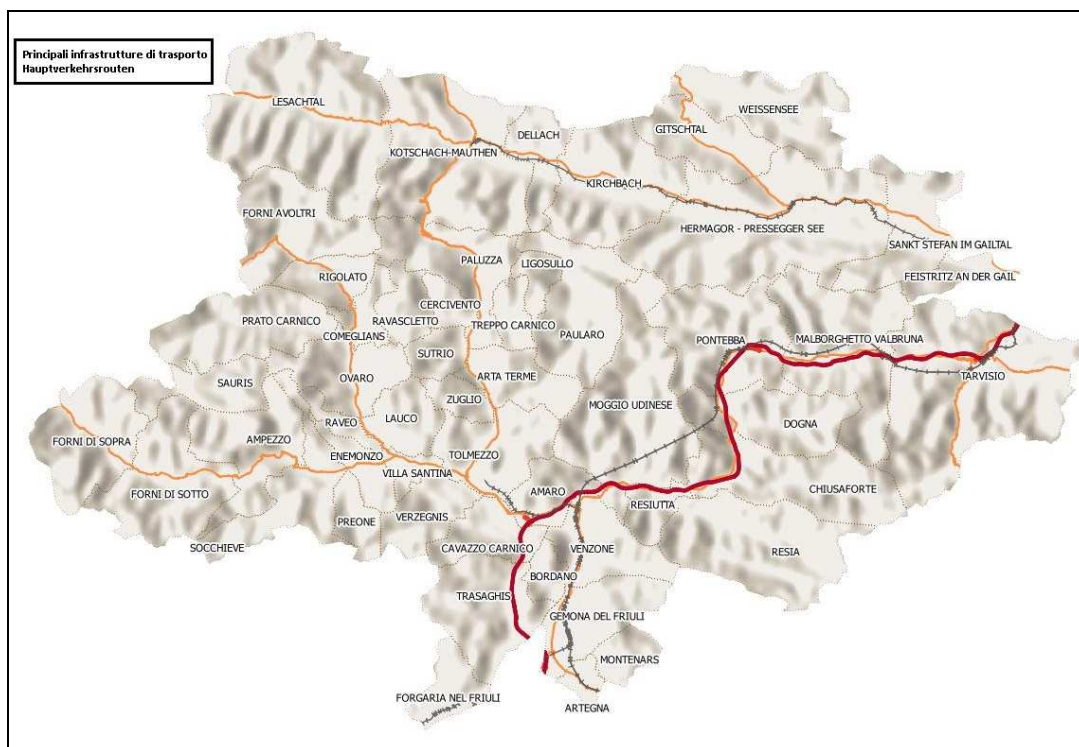 Principali infrastrutture di trasporto
Hauptverkehrsrouten
LESACHTAL
WEISSENSEE
DELLACH
GITSCHTAL
KOTSCHACH-MAUTHEN
KIRCHBACH
FORNI AVOLTRI
HERMAGOR - PRESSEGGER SEE
SANKT STEFAN IM GAILTAL
PALUZZA
LIGOSULLO
RIGOLATO
FEISTRITZ AN DER GAIL
CERCIVENTO
PRATO CARNICO
RAVASCLETTO
TREPPO CARNICO
COMEGLIANS
PAULARO
PONTEBBA
MALBORGHETTO VALBRUNA
SUTRIO
TARVISIO
SAURIS
OVARO
ARTA TERME
ZUGLIO
MOGGIO UDINESE
LAUCO
RAVEO
DOGNA
FORNI DI SOPRA
AMPEZZO
ENEMONZO
TOLMEZZO
VILLA SANTINA
CHIUSAFORTE
FORNI DI SOTTO
AMARO
RESIUTTA
PREONE
VERZEGNIS
SOCCHIEVE
CAVAZZO CARNICO
VENZONE
RESIA
BORDANO
TRASAGHIS
GEMONA DEL FRIULI
MONTENARS
FORGARIA NEL FRIULI
ARTEGNA